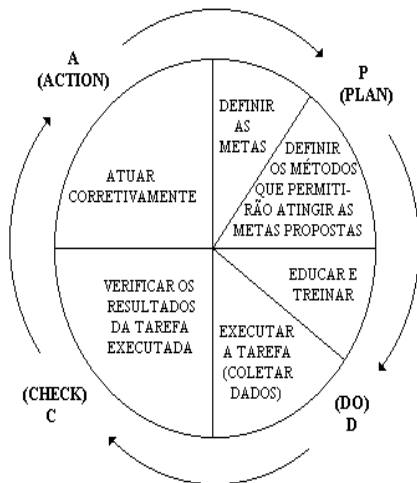 A
(ACTION)
P
(PLAN)
DEFINIR
AS
METAS
DEFINIR
OS MÉTODOS
QUE PERMITI-
RÃO ATINGIR AS
METAS PROPOSTAS
ATUAR
CORRETIVAMENTE
EDUCAR E
TREINAR
VERIFICAR OS
RESULTADOS
DA TAREFA
EXECUTADA
EXECUTAR
A TAREFA
(COLETAR
DADOS)
(CHECK)
C
(DO)
D